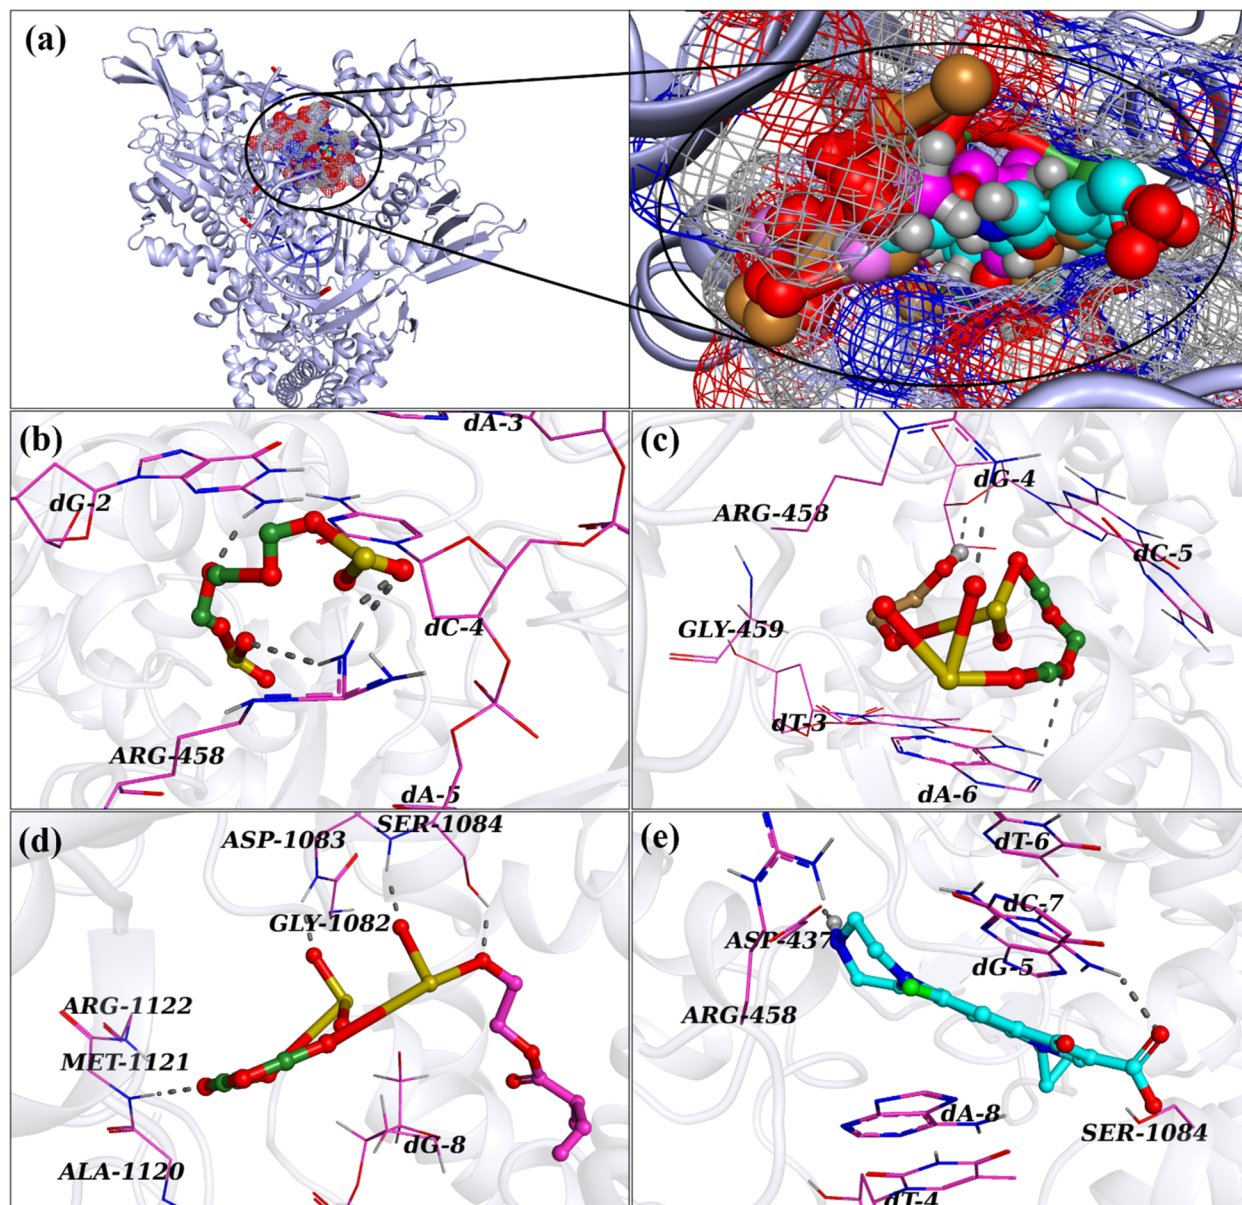 (a)
(b)
dA-3
dG-2
dC-4
ARG-458
dA-5
(c)
dG-4
ARG-458
dC-5
GLY-459
dT-3
dA-6
(d)
SER-1084
ASP-1083
GLY-1082
ARG-1122
MET-1121
dG-8
ALA-1120
(e)
dT-6
dC-7
ASP-437
dG-5
ARG-458
dA-8
SER-1084
dT-4